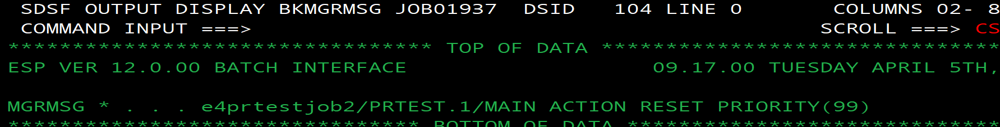 SDSF OUTPUT DISPLAY BKMGRMSG JOB01937 DSID 104 LINE 0 COLUMNS 02- 8
COMMAND INPUT ===> SCROLL ===> CS
********************************* TOP OF DATA *******************************
ESP VER 12.0.00 BATCH INTERFACE 09.17.00 TUESDAY APRIL 5TH,
MGRMSG * . . . e4prtestjob2/PRTEST.1/MAIN ACTION RESET PRIORITY(99)
******************************** BOTTOM OF DATA *****************************